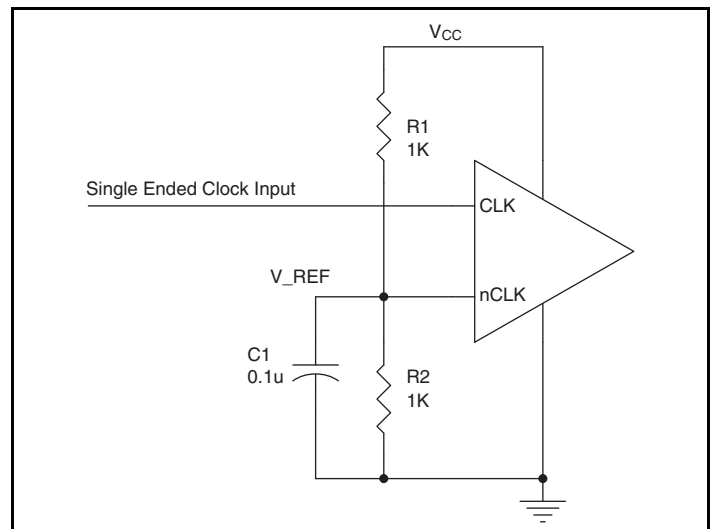 VCC
R1
1K
Single Ended Clock Input
CLK
V_REF
nCLK
C1
0.1u
R2
1K